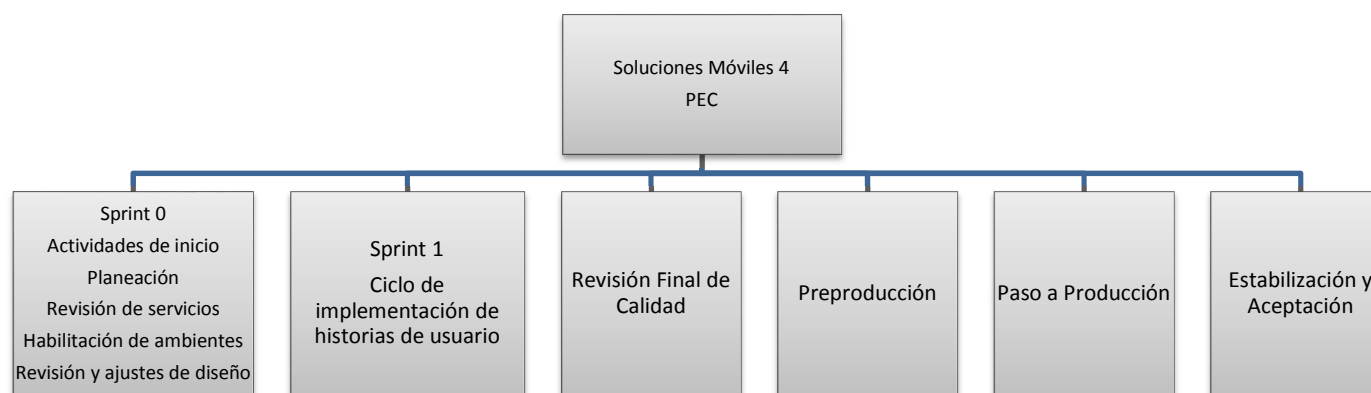 Soluciones Móviles 4
PEC
Sprint 0
Actividades de inicio
Planeación
Revisión de servicios
Habilitación de ambientes
Revisión y ajustes de diseño
Sprint 1
Ciclo de
implementación de
historias de usuario
Revisión Final de
Calidad
Preproducción
Paso a Producción
Estabilización y
Aceptación